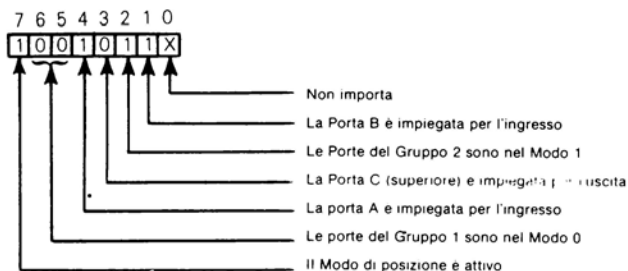 7 6 5 4 3 2 1 0
1 0 0 1 0 1 1 X
Non importa
La Porta B è impiegata per l'ingresso
Le Porte del Gruppo 2 sono nel Modo 1
La Porta C (superiore) e impiegata l'uscita
La porta A e impiegata per l'ingresso
Le porte del Gruppo 1 sono nel Modo 0
Il Modo di posizione è attivo